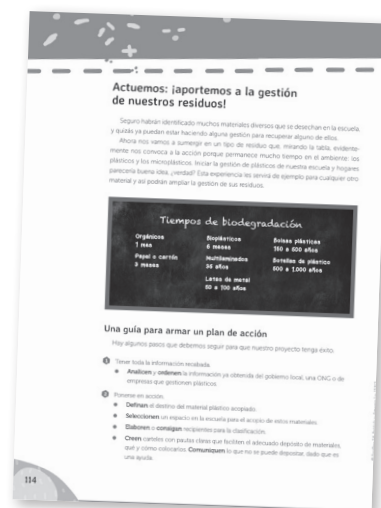 Actuemos: ¡aportemos a la gestión
de nuestros residuos!
Seguro habrán identificado muchos materiales diversos que se desechan en la escuela,
y quizás ya puedan estar haciendo alguna gestión para recuperar alguno de ellos.
Ahora nos vamos a sumergir en un tipo de residuo que, mirando la tabla, evidente-
mente nos convoca a la acción porque permanece mucho tiempo en el ambiente: los
plásticos y los microplásticos. Iniciar la gestión de plásticos de nuestra escuela y hogares
parecería buena idea, ¿verdad? Esta experiencia les servirá de ejemplo para cualquier otro
material y así podrán ampliar la gestión de sus residuos.
Tiempos de biodegradación
Orgánicos
1 mes
Papel o cartón
3 meses
Bioplásticos
6 meses
Multilaminados
35 años
Latas de metal
50 a 100 años
Bolsas plásticas
150 a 500 años
Botellas de plástico
500 a 1.000 años
Una guía para armar un plan de acción
Hay algunos pasos que debemos seguir para que nuestro proyecto tenga éxito.
1 Tener toda la información recabada.
Analicen y ordenen la información ya obtenida del gobierno local, una ONG o de
empresas que gestionen plásticos.
2 Ponerse en acción.
Definan el destino del material plástico acopiado.
Seleccionen un espacio en la escuela para el acopio de estos materiales.
Elaboren o consigan recipientes para la clasificación.
Creen carteles con pautas claras que faciliten el adecuado depósito de materiales,
qué y cómo colocarlos. Comuniquen lo que no se puede depositar, dado que es
una ayuda.
114